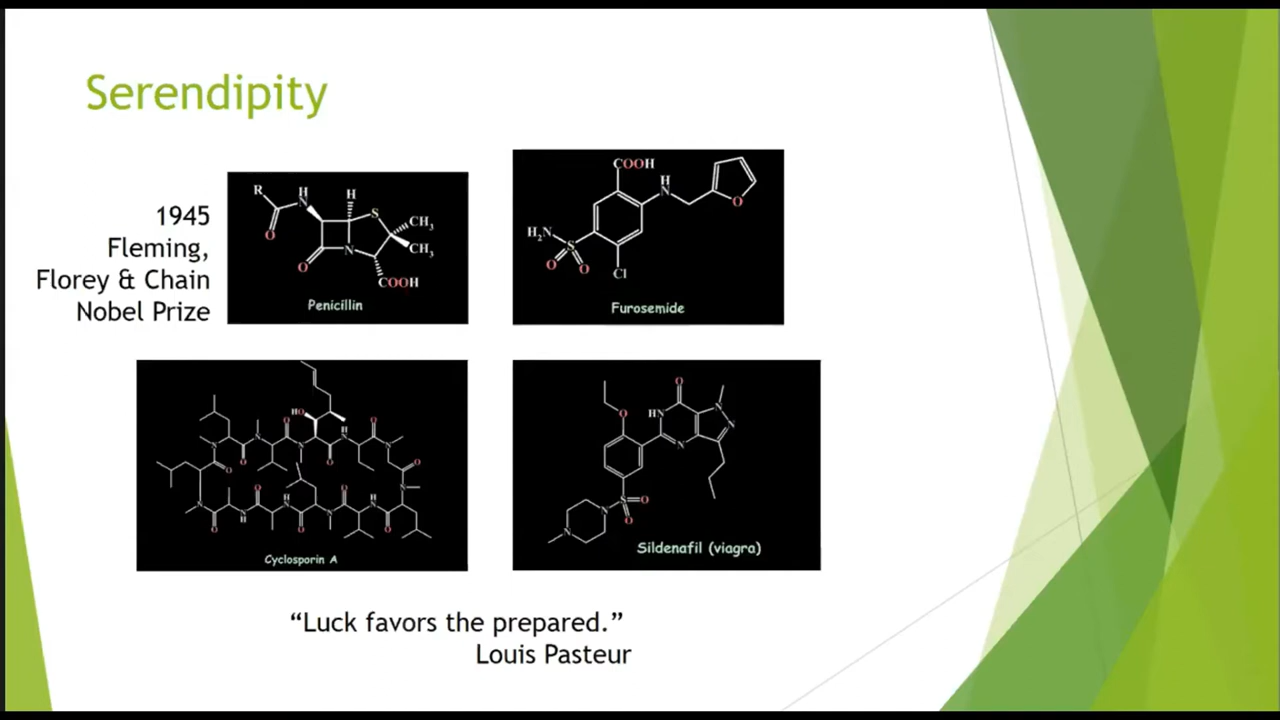 Serendipity
1945
Fleming,
Florey & Chain
Nobel Prize
R
H
N
H
S
CH3
CH3
O
O
N
COOH
Penicillin
COOH
H
N
O
H2N
S
O
O
Cl
Furosemide
HO
O
N
O
N
N
O
H
N
O
N
O
N
O
N
O
N
H
O
N
H
O
N
O
N
H
O
Cyclosporin A
O
O
HN
N
N
N
S
O
O
N
N
Sildenafil (viagra)
“Luck favors the prepared.”
Louis Pasteur